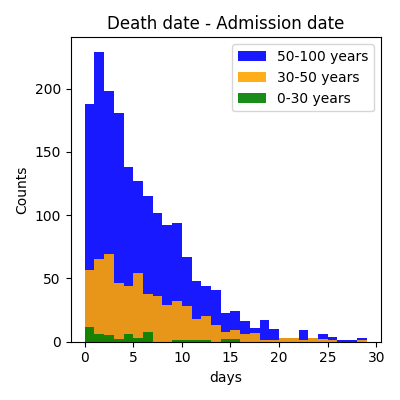 Death date - Admission date
50-100 years
30-50 years
0-30 years
Counts
200
150
100
50
0
0 5 10 15 20 25 30
days